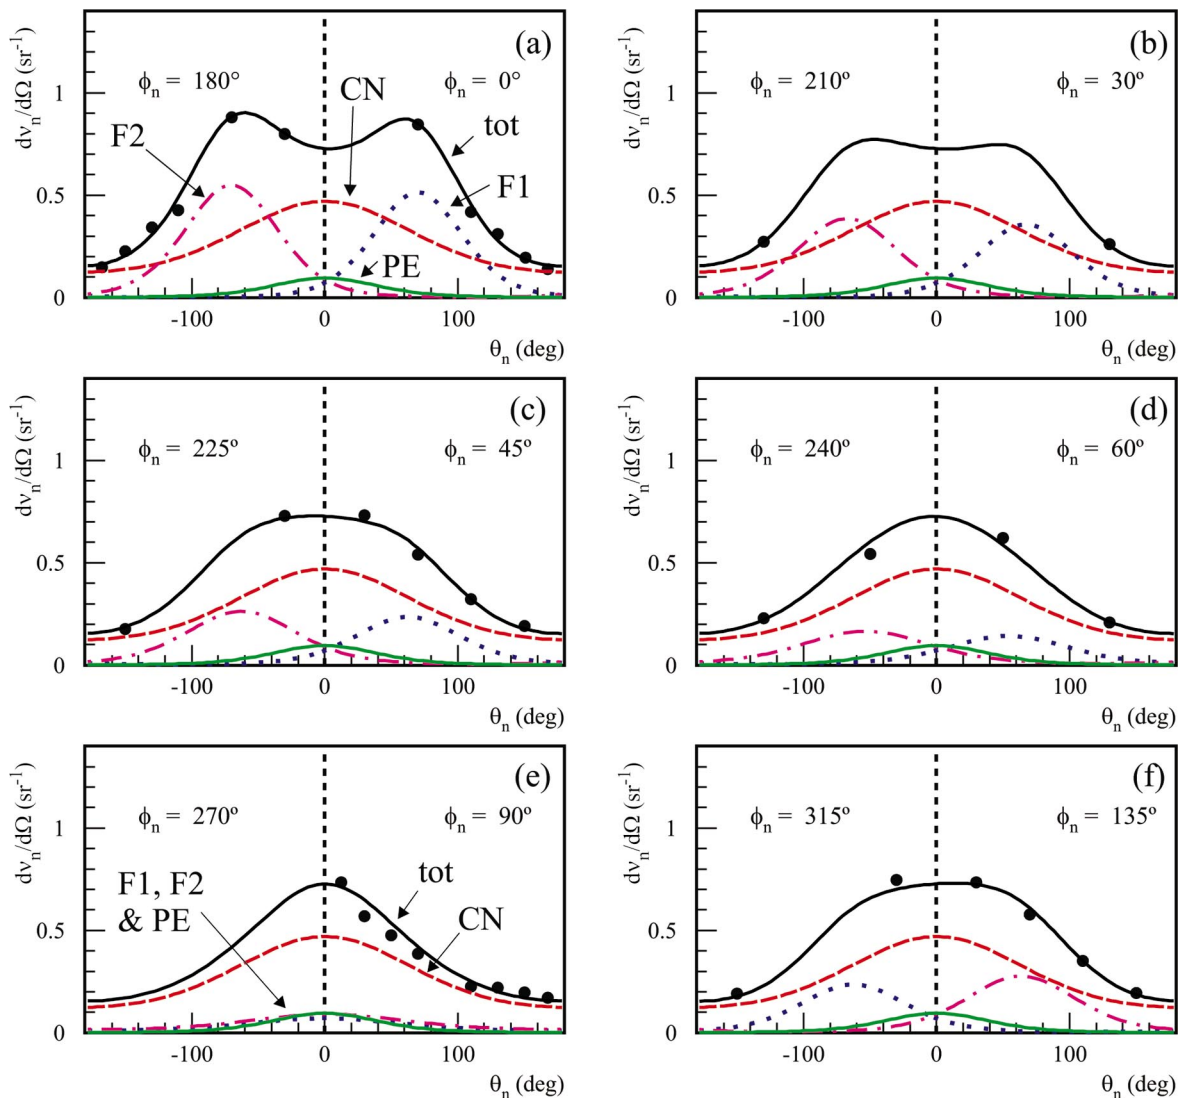 (a)
ϕn = 180°
ϕn = 0°
CN
tot
F2
F1
PE
dνn/dΩ (sr-1)
1
0.5
0
-100 0 100
θn (deg)
(b)
ϕn = 210º
ϕn = 30º
dνn/dΩ (sr-1)
1
0.5
0
-100 0 100
θn (deg)
(c)
ϕn = 225º
ϕn = 45º
dνn/dΩ (sr-1)
1
0.5
0
-100 0 100
θn (deg)
(d)
ϕn = 240º
ϕn = 60º
dνn/dΩ (sr-1)
1
0.5
0
-100 0 100
θn (deg)
(e)
ϕn = 270º
ϕn = 90º
F1, F2
& PE
tot
CN
dνn/dΩ (sr-1)
1
0.5
0
-100 0 100
θn (deg)
(f)
ϕn = 315º
ϕn = 135º
dνn/dΩ (sr-1)
1
0.5
0
-100 0 100
θn (deg)